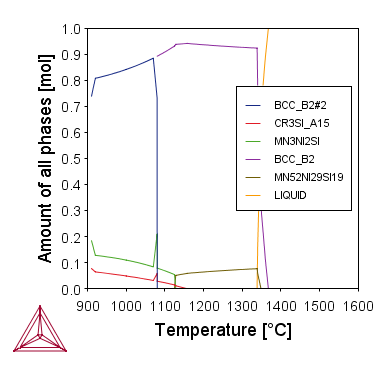 Amount of all phases [mol]
1.0
0.9
0.8
0.7
0.6
0.5
0.4
0.3
0.2
0.1
0.0
BCC_B2#2
CR3SI_A15
MN3NI2SI
BCC_B2
MN52NI29SI19
LIQUID
900 1000 1100 1200 1300 1400 1500 1600
Temperature [°C]